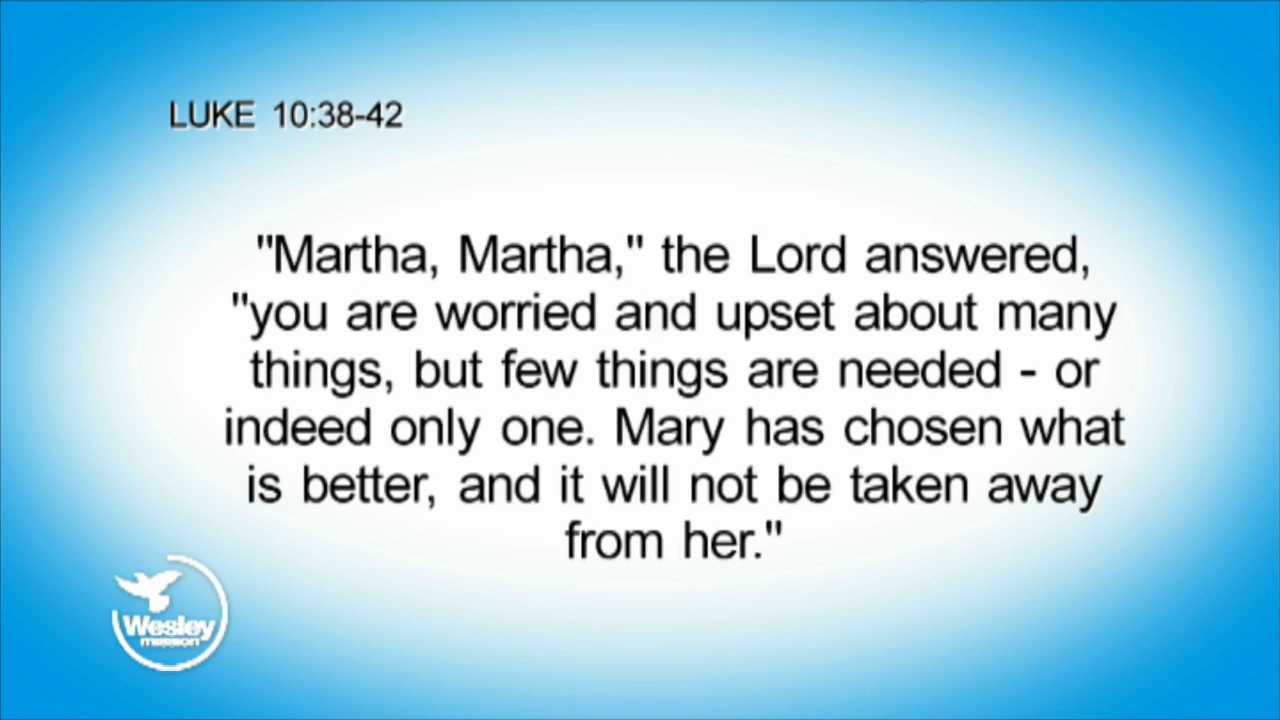 LUKE 10:38-42
"Martha, Martha," the Lord answered,
"you are worried and upset about many
things, but few things are needed - or
indeed only one. Mary has chosen what
is better, and it will not be taken away
from her."
Wesley
mission